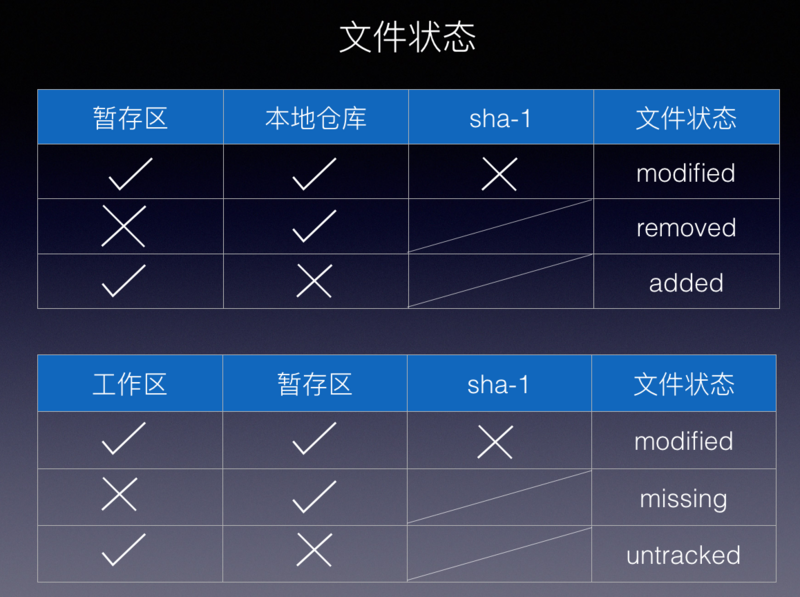 文件状态
暂存区 本地仓库 sha-1 文件状态
modified
removed
added
工作区 暂存区 sha-1 文件状态
modified
missing
untracked